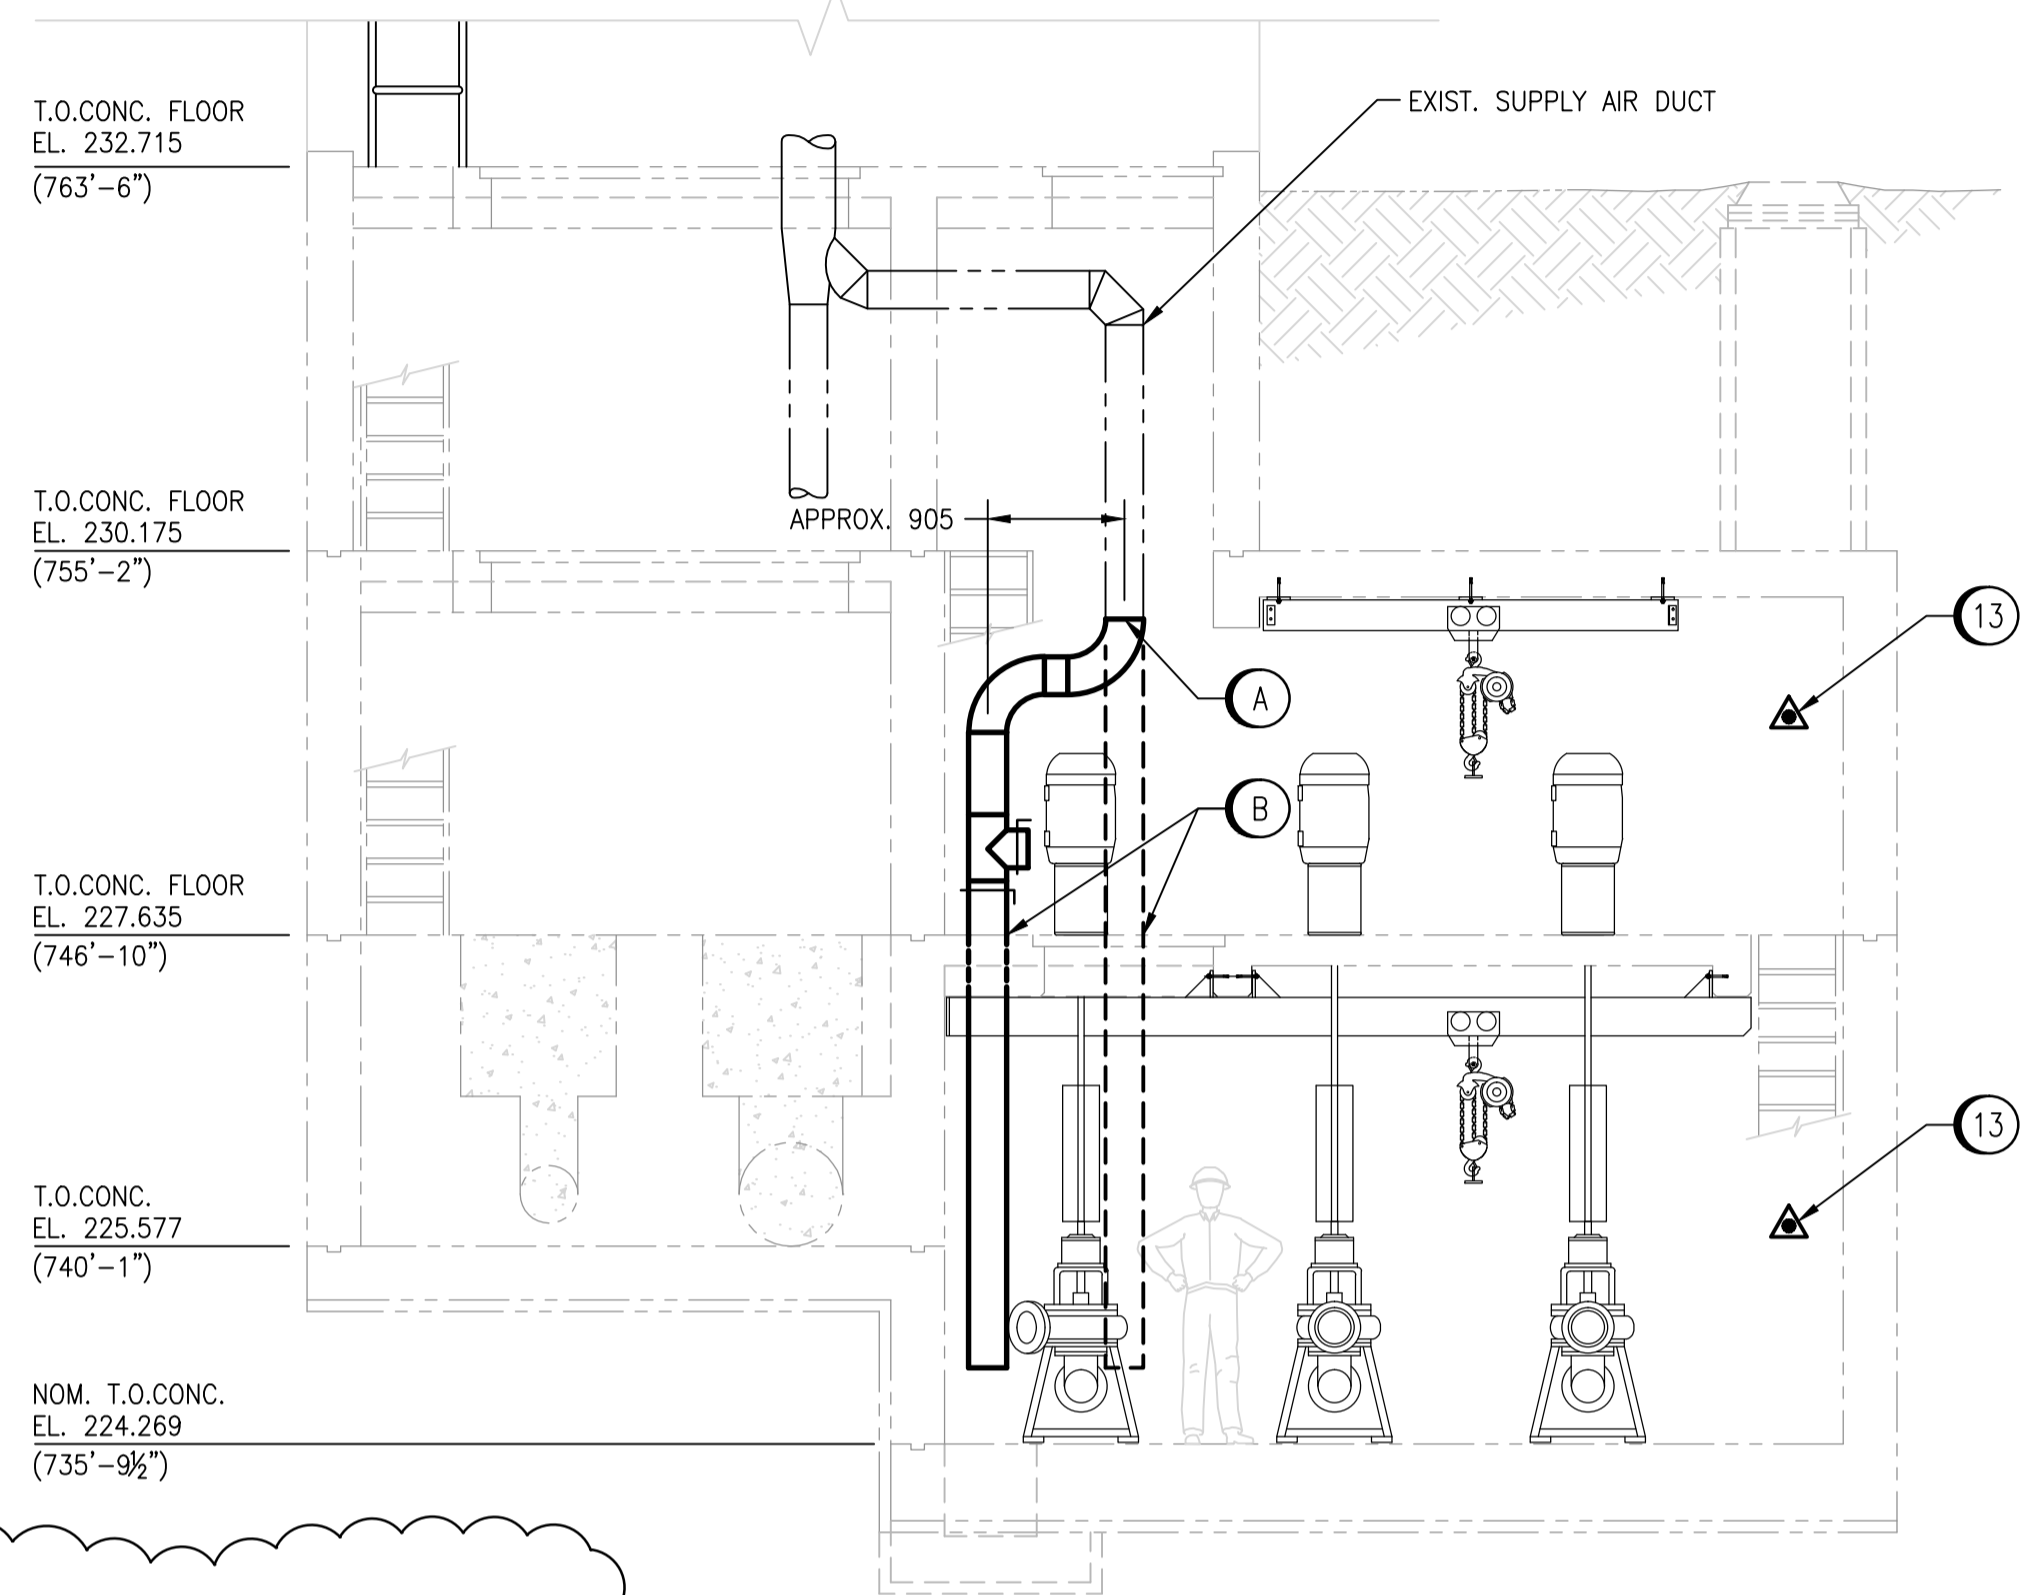 T.O.CONC. FLOOR
EL. 232.715
(763'-6")
EXIST. SUPPLY AIR DUCT
T.O.CONC. FLOOR
EL. 230.175
(755'-2")
APPROX. 905
13
A
B
T.O.CONC. FLOOR
EL. 227.635
(746'-10")
13
T.O.CONC.
EL. 225.577
(740'-1")
NOM. T.O.CONC.
EL. 224.269
(735'-9½")